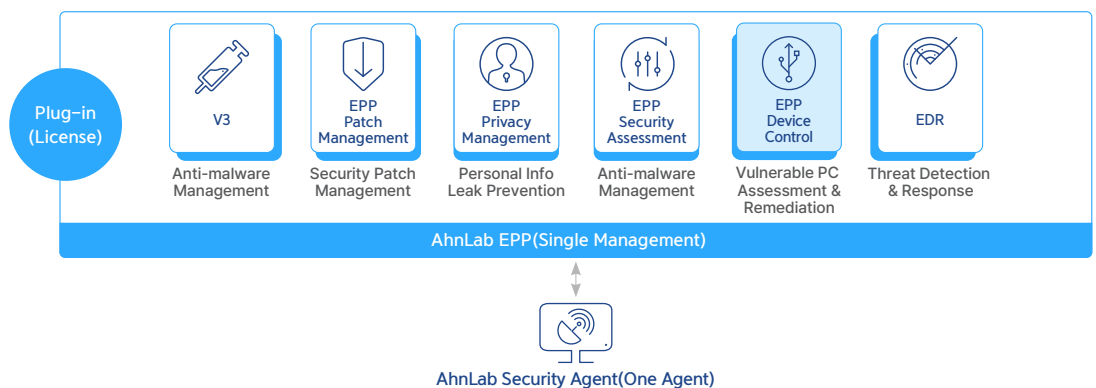 Plug-in
(License)
V3
EPP
Patch
Management
EPP
Privacy
Management
EPP
Security
Assessment
EPP
Device
Control
EDR
Anti-malware
Management
Security Patch
Management
Personal Info
Leak Prevention
Anti-malware
Management
Vulnerable PC
Assessment &
Remediation
Threat Detection
& Response
AhnLab EPP(Single Management)
AhnLab Security Agent(One Agent)